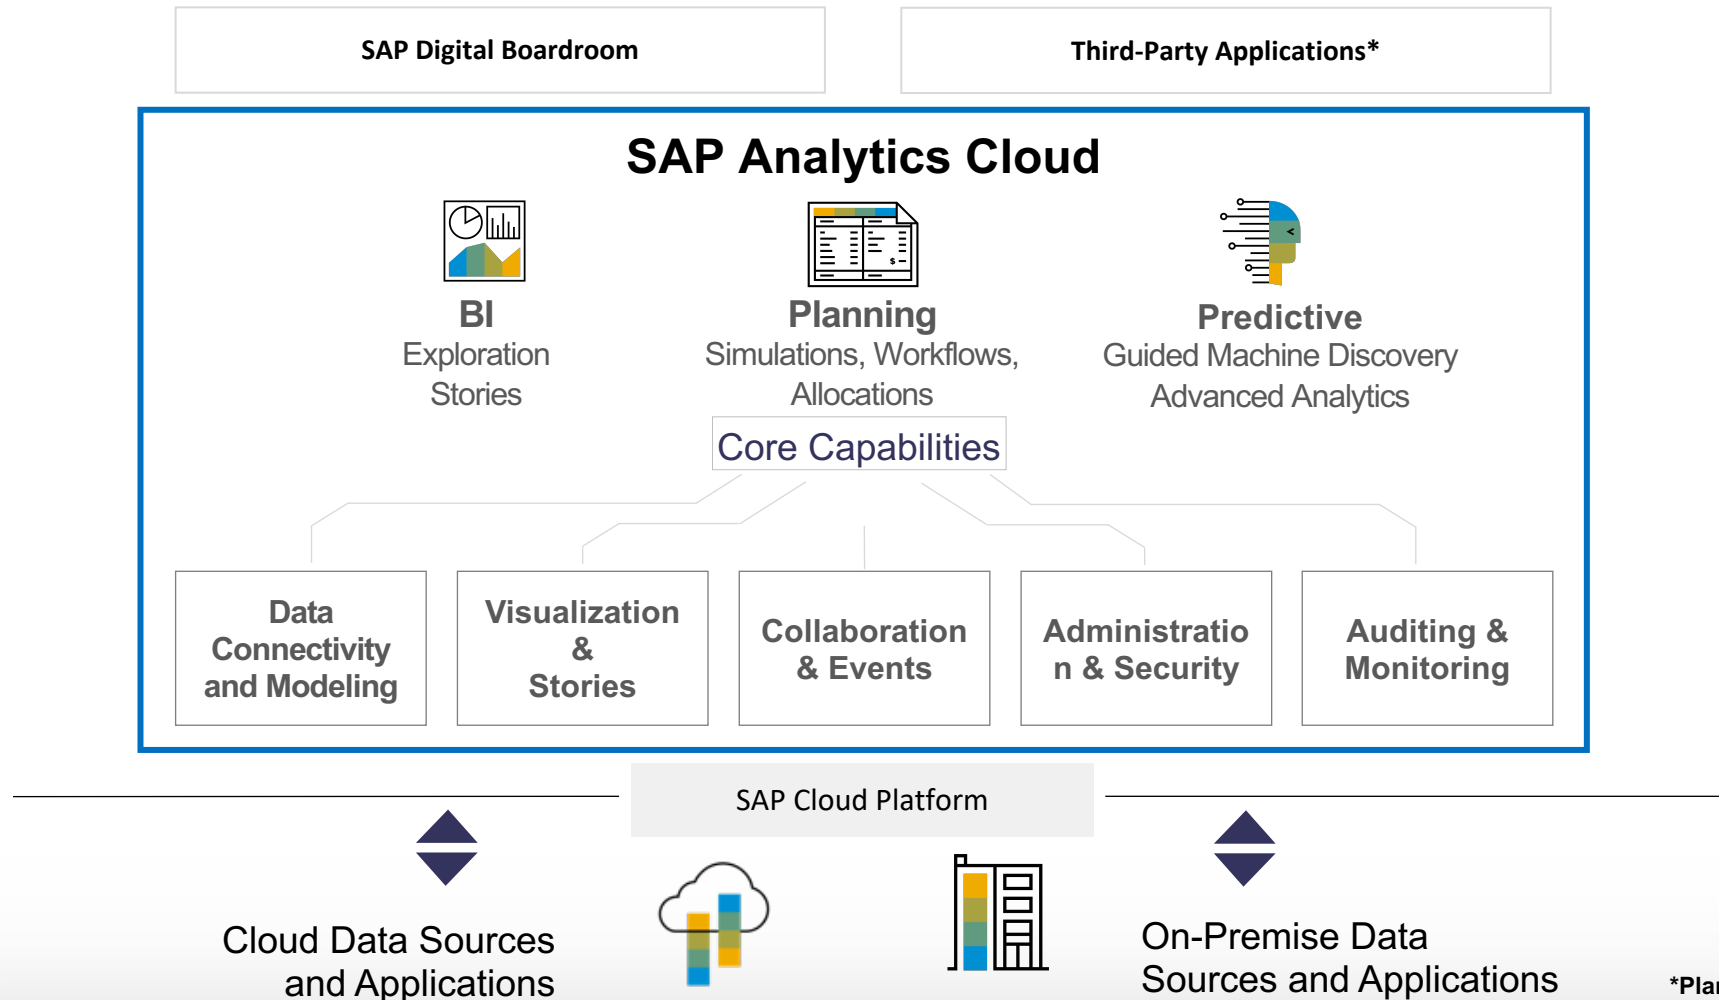 SAP Digital Boardroom
Third-Party Applications*
SAP Analytics Cloud
BI
Exploration
Stories
Planning
Simulations, Workflows,
Allocations
Predictive
Guided Machine Discovery
Advanced Analytics
Core Capabilities
Data
Connectivity
and Modeling
Visualization
&
Stories
Collaboration
& Events
Administratio
n & Security
Auditing &
Monitoring
SAP Cloud Platform
Cloud Data Sources
and Applications
On-Premise Data
Sources and Applications